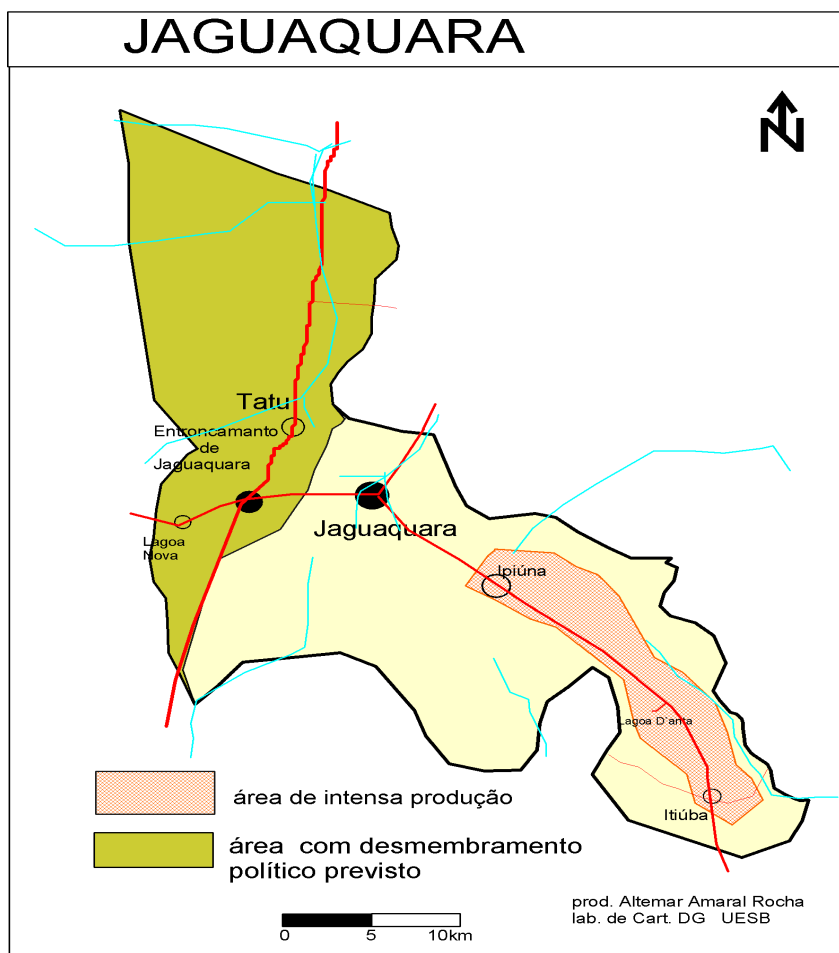 JAGUAQUARA
N
Tatu
Entroncamanto
de
Jaguaquara
Jaguaquara
Lagoa
Nova
Ipiúna
Lagoa D'anta
Itiúba
área de intensa produção
área com desmembramento
político previsto
prod. Altemar Amaral Rocha
lab. de Cart. DG UESB
0 5 10km